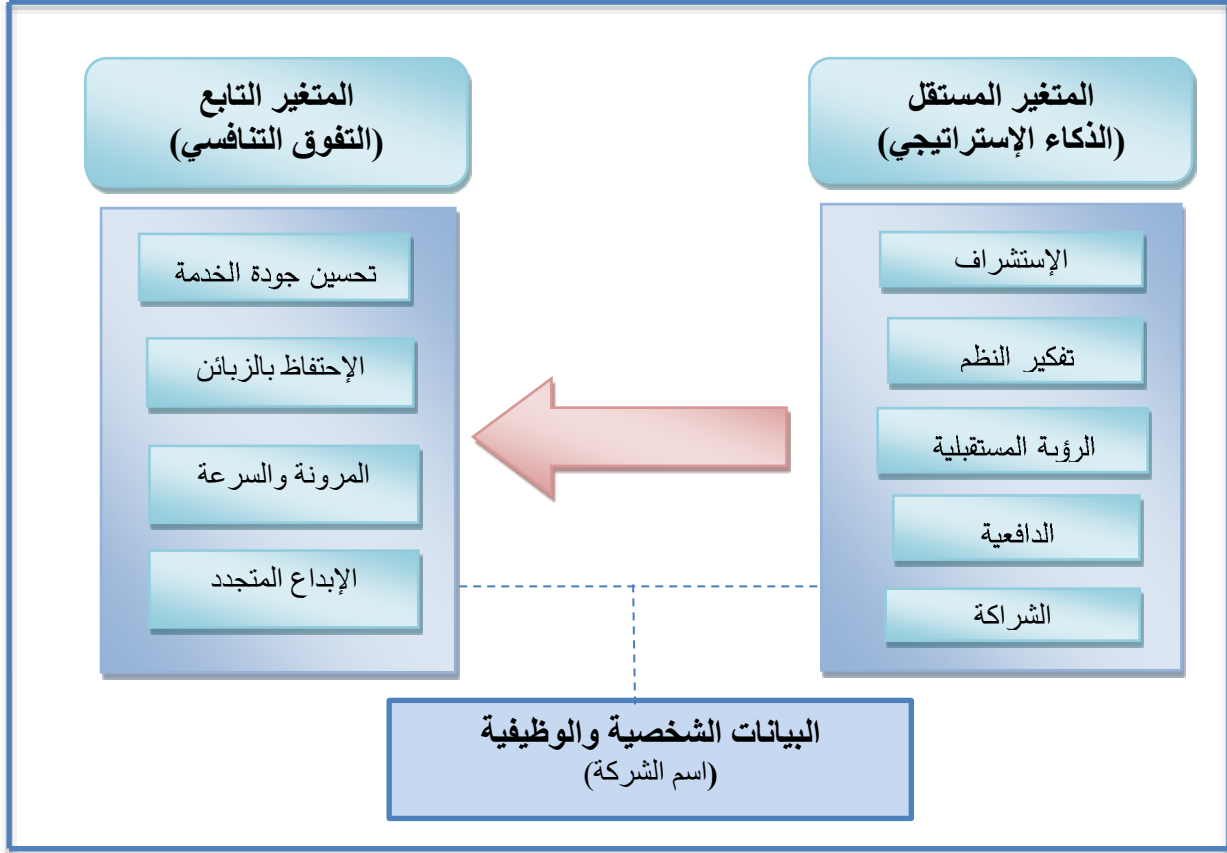 المتغير المستقل
(الذكاء الإستراتيجي)
الإستشراف
تفكير النظم
الرؤية المستقبلية
الدافعية
الشراكة
المتغير التابع
(التفوق التنافسي)
تحسين جودة الخدمة
الإحتفاظ بالزبائن
المرونة والسرعة
الإبداع المتجدد
البيانات الشخصية والوظيفية
(اسم الشركة)